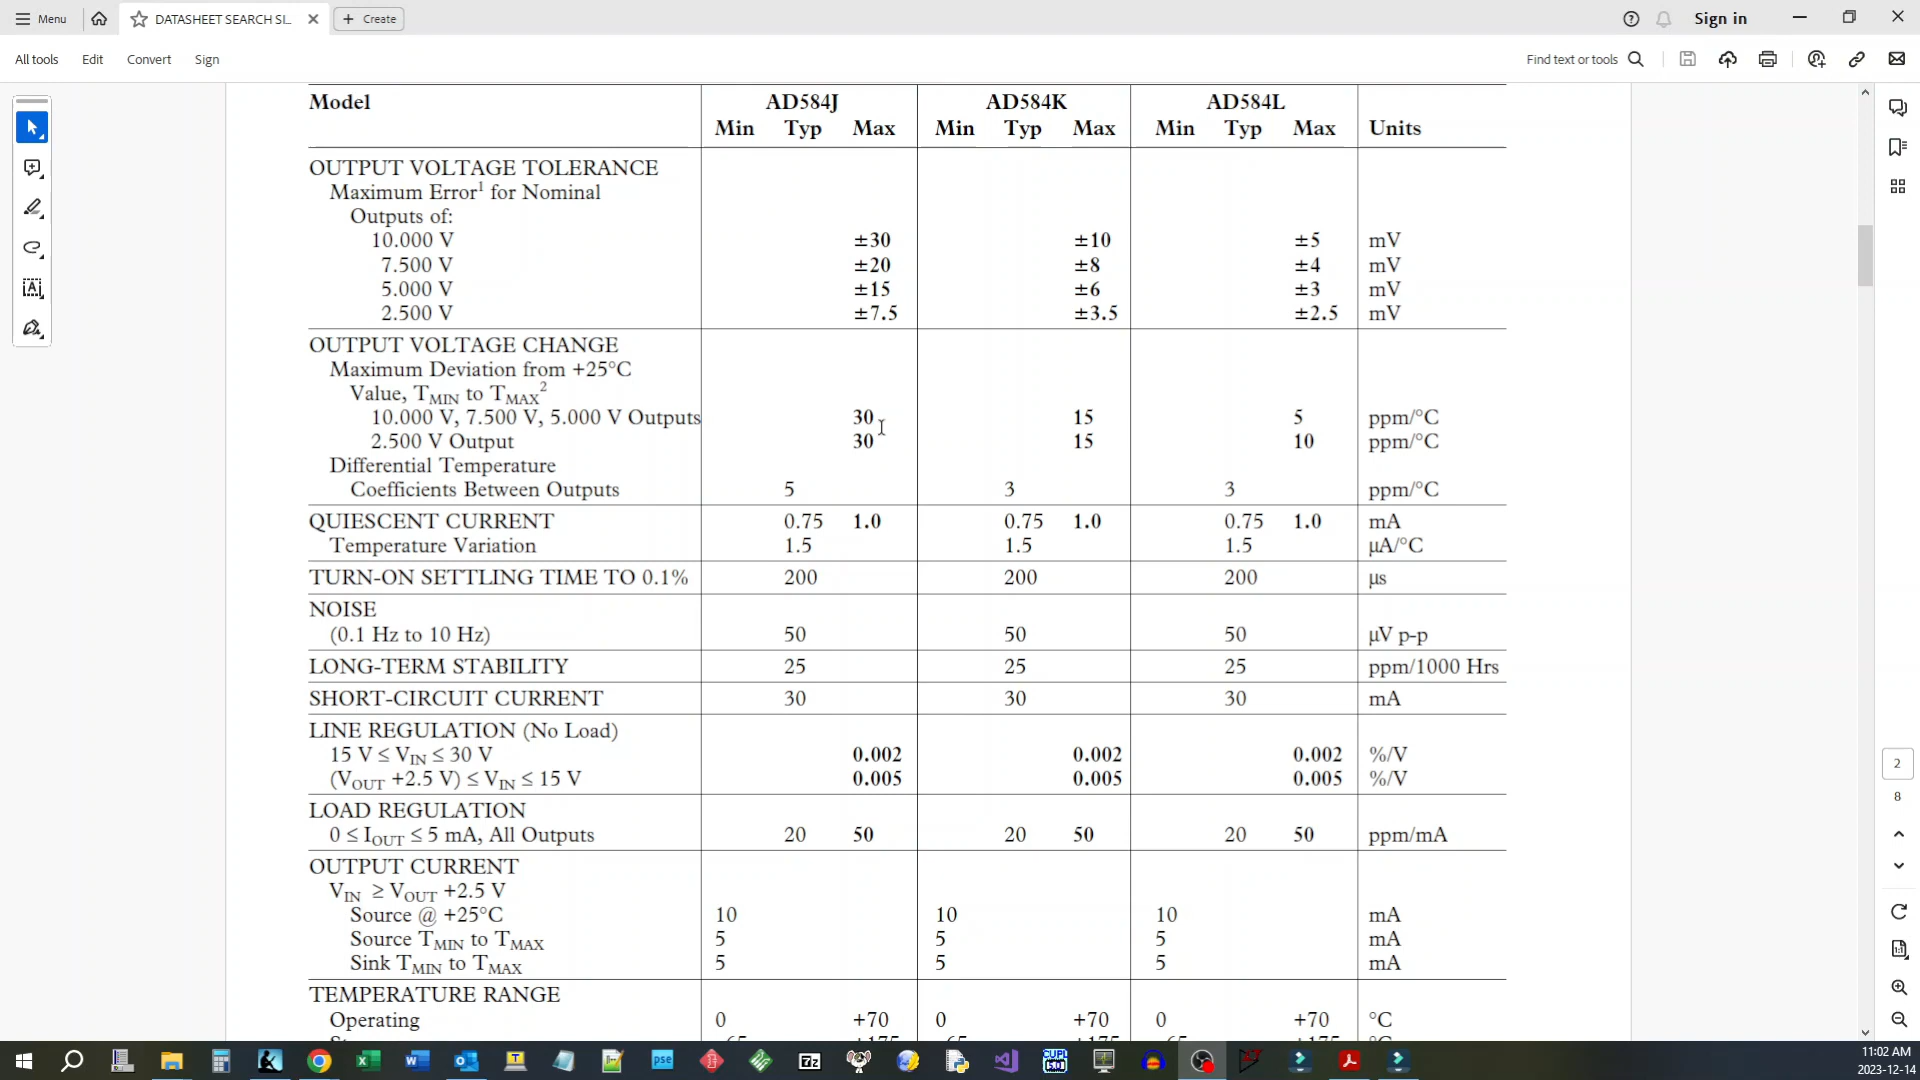 Menu
DATASHEET SEARCH SI...
Create
Sign in
All tools Edit Convert Sign
Find text or tools
Model AD584J AD584K AD584L
Min Typ Max Min Typ Max Min Typ Max Units
OUTPUT VOLTAGE TOLERANCE
Maximum Error1 for Nominal
Outputs of:
10.000 V ±30 ±10 ±5 mV
7.500 V ±20 ±8 ±4 mV
5.000 V ±15 ±6 ±3 mV
2.500 V ±7.5 ±3.5 ±2.5 mV
OUTPUT VOLTAGE CHANGE
Maximum Deviation from +25°C
Value, TMIN to TMAX2
10.000 V, 7.500 V, 5.000 V Outputs 30 15 5 ppm/°C
2.500 V Output 30 15 10 ppm/°C
Differential Temperature
Coefficients Between Outputs 5 3 3 ppm/°C
QUIESCENT CURRENT 0.75 1.0 0.75 1.0 0.75 1.0 mA
Temperature Variation 1.5 1.5 1.5 µA/°C
TURN-ON SETTLING TIME TO 0.1% 200 200 200 µs
NOISE
(0.1 Hz to 10 Hz) 50 50 50 µV p-p
LONG-TERM STABILITY 25 25 25 ppm/1000 Hrs
SHORT-CIRCUIT CURRENT 30 30 30 mA
LINE REGULATION (No Load)
15 V ≤ VIN ≤ 30 V 0.002 0.002 0.002 %/V
(VOUT +2.5 V) ≤ VIN ≤ 15 V 0.005 0.005 0.005 %/V
LOAD REGULATION
0 ≤ IOUT ≤ 5 mA, All Outputs 20 50 20 50 20 50 ppm/mA
OUTPUT CURRENT
VIN ≥ VOUT +2.5 V
Source @ +25°C 10 10 10 mA
Source TMIN to TMAX 5 5 5 mA
Sink TMIN to TMAX 5 5 5 mA
TEMPERATURE RANGE
Operating 0 +70 0 +70 0 +70 °C
2
8
pse
7z
CUPL
11:02 AM
2023-12-14